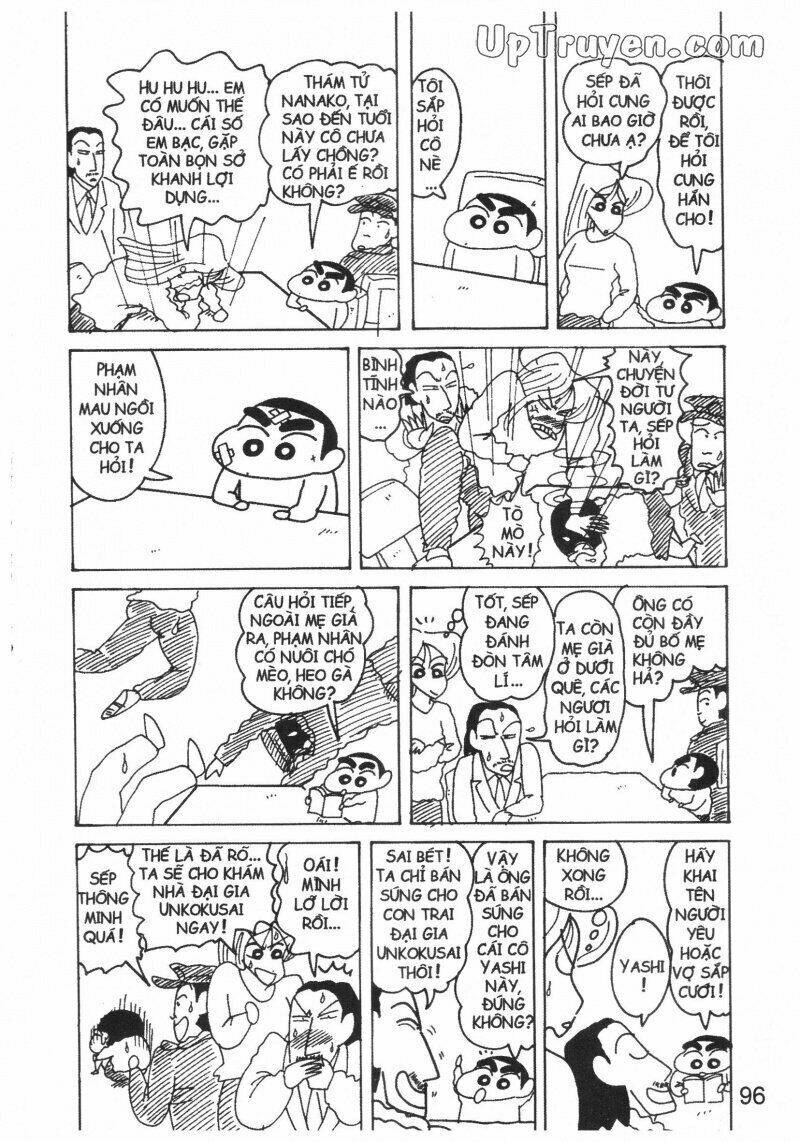 UpTruyen.com
THÔI
ĐƯỢC
RỒI,
ĐỂ TÔI
HỎI
CUNG
HẮN
CHO!
SẾP ĐÃ
HỎI CUNG
AI BAO GIỜ
CHƯA Ạ?
TÔI
SẮP
HỎI
CÔ
NÈ
...
THÁM TỬ
NANAKO, TẠI
SAO ĐẾN TUỔI
NÀY CÔ CHƯA
LẤY CHỒNG?
CÓ PHẢI Ế RỒI
KHÔNG?
HU HU HU... EM
CÓ MUỐN THẾ
ĐÂU... CÁI SỐ
EM BẠC, GẶP
TOÀN BỌN SỞ
KHANH LỢI
DỤNG...
NÀY,
CHUYỆN
ĐỜI TƯ
NGƯỜI
TA, SẾP
HỎI
LÀM
GÌ?
TÒ
MÒ
NÀY!
BÌNH
TĨNH
NÀO
...
PHẠM
NHÂN
MAU NGỒI
XUỐNG
CHO TA
HỎI!
ÔNG CÓ
CÒN ĐẦY
ĐỦ BỐ MẸ
KHÔNG
HẢ?
TA CÒN
MẸ GIÀ
Ở DƯỚI
QUÊ, CÁC
NGƯƠI
HỎI LÀM
GÌ?
TỐT, SẾP
ĐANG
ĐÁNH
ĐÒN TÂM
LÍ...
CÂU HỎI TIẾP,
NGOÀI MẸ GIÀ
RA, PHẠM NHÂN
CÓ NUÔI CHÓ
MÈO, HEO GÀ
KHÔNG?
HÃY
KHAI
TÊN
NGƯỜI
YÊU
HOẶC
VỢ SẮP
CƯỚI!
YASHI
!
KHÔNG
XONG
RỒI...
VẬY
LÀ ÔNG
ĐÃ BÁN
SÚNG
CHO
CÁI CÔ
YASHI
NÀY,
ĐÚNG
KHÔNG?
SAI BÉT!
TA CHỈ BÁN
SÚNG CHO
CON TRAI
ĐẠI GIA
UNKOKUSAI
THÔI!
OÁI!
MÌNH
LỠ LỜI
RỒI...
THẾ LÀ ĐÃ RÕ...
TA SẼ CHO KHÁM
NHÀ ĐẠI GIA
UNKOKUSAI
NGAY!
SẾP
THÔNG
MINH
QUÁ!
96